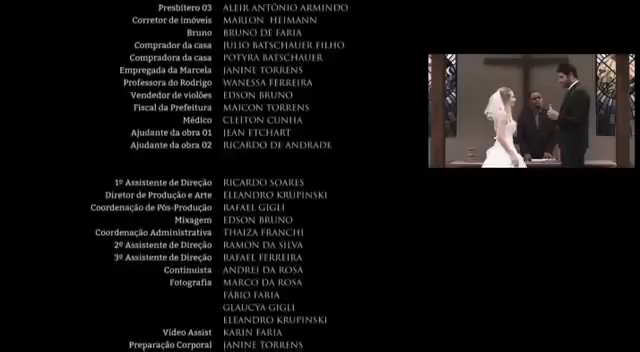 Presbítero 03 ALEIR ANTÔNIO ARMINDO
Corretor de imóveis MARLON HEIMANN
Bruno BRUNO DE FARIA
Comprador da casa JULIO BATSCHAUER FILHO
Compradora da casa POTYRA BATSCHAUER
Empregada da Marcela JANINE TORRENS
Professora do Rodrigo WANESSA FERREIRA
Vendedor de violões EDSON BRUNO
Fiscal da Prefeitura MAICON TORRENS
Médico CLEITON CUNHA
Ajudante da obra 01 JEAN ETCHART
Ajudante da obra 02 RICARDO DE ANDRADE
1º Assistente de Direção RICARDO SOARES
Diretor de Produção e Arte ELEANDRO KRUPINSKI
Coordenação de Pós-Produção RAFAEL GIGLI
Mixagem EDSON BRUNO
Coordenação Administrativa THAIZA FRANCHI
2º Assistente de Direção RAMON DA SILVA
3º Assistente de Direção RAFAEL FERREIRA
Continuista ANDREI DA ROSA
Fotografia MARCO DA ROSA
FÁBIO FARIA
GLAUCYA GIGLI
ELEANDRO KRUPINSKI
Vídeo Assist KARIN FARIA
Preparação Corporal JANINE TORRENS